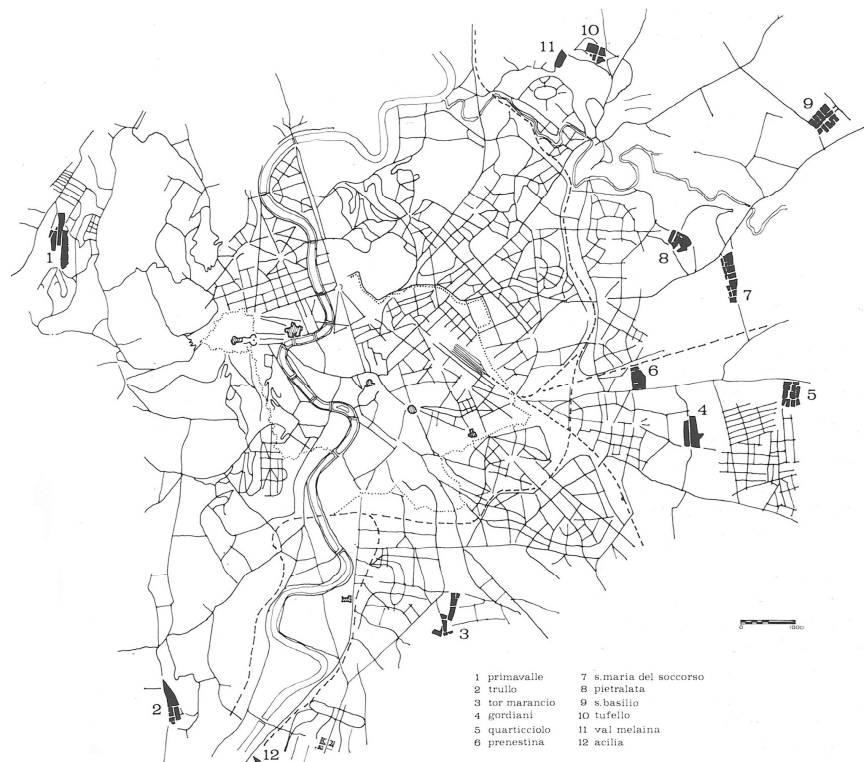 11
10
9
1
8
7
6
5
4
3
2
12
0 1000
1 primavalle
2 trullo
3 tor marancio
4 gordiani
5 quarticciolo
6 prenestina
7 s.maria del soccorso
8 pietralata
9 s.basilio
10 tufello
11 val melaina
12 acilia